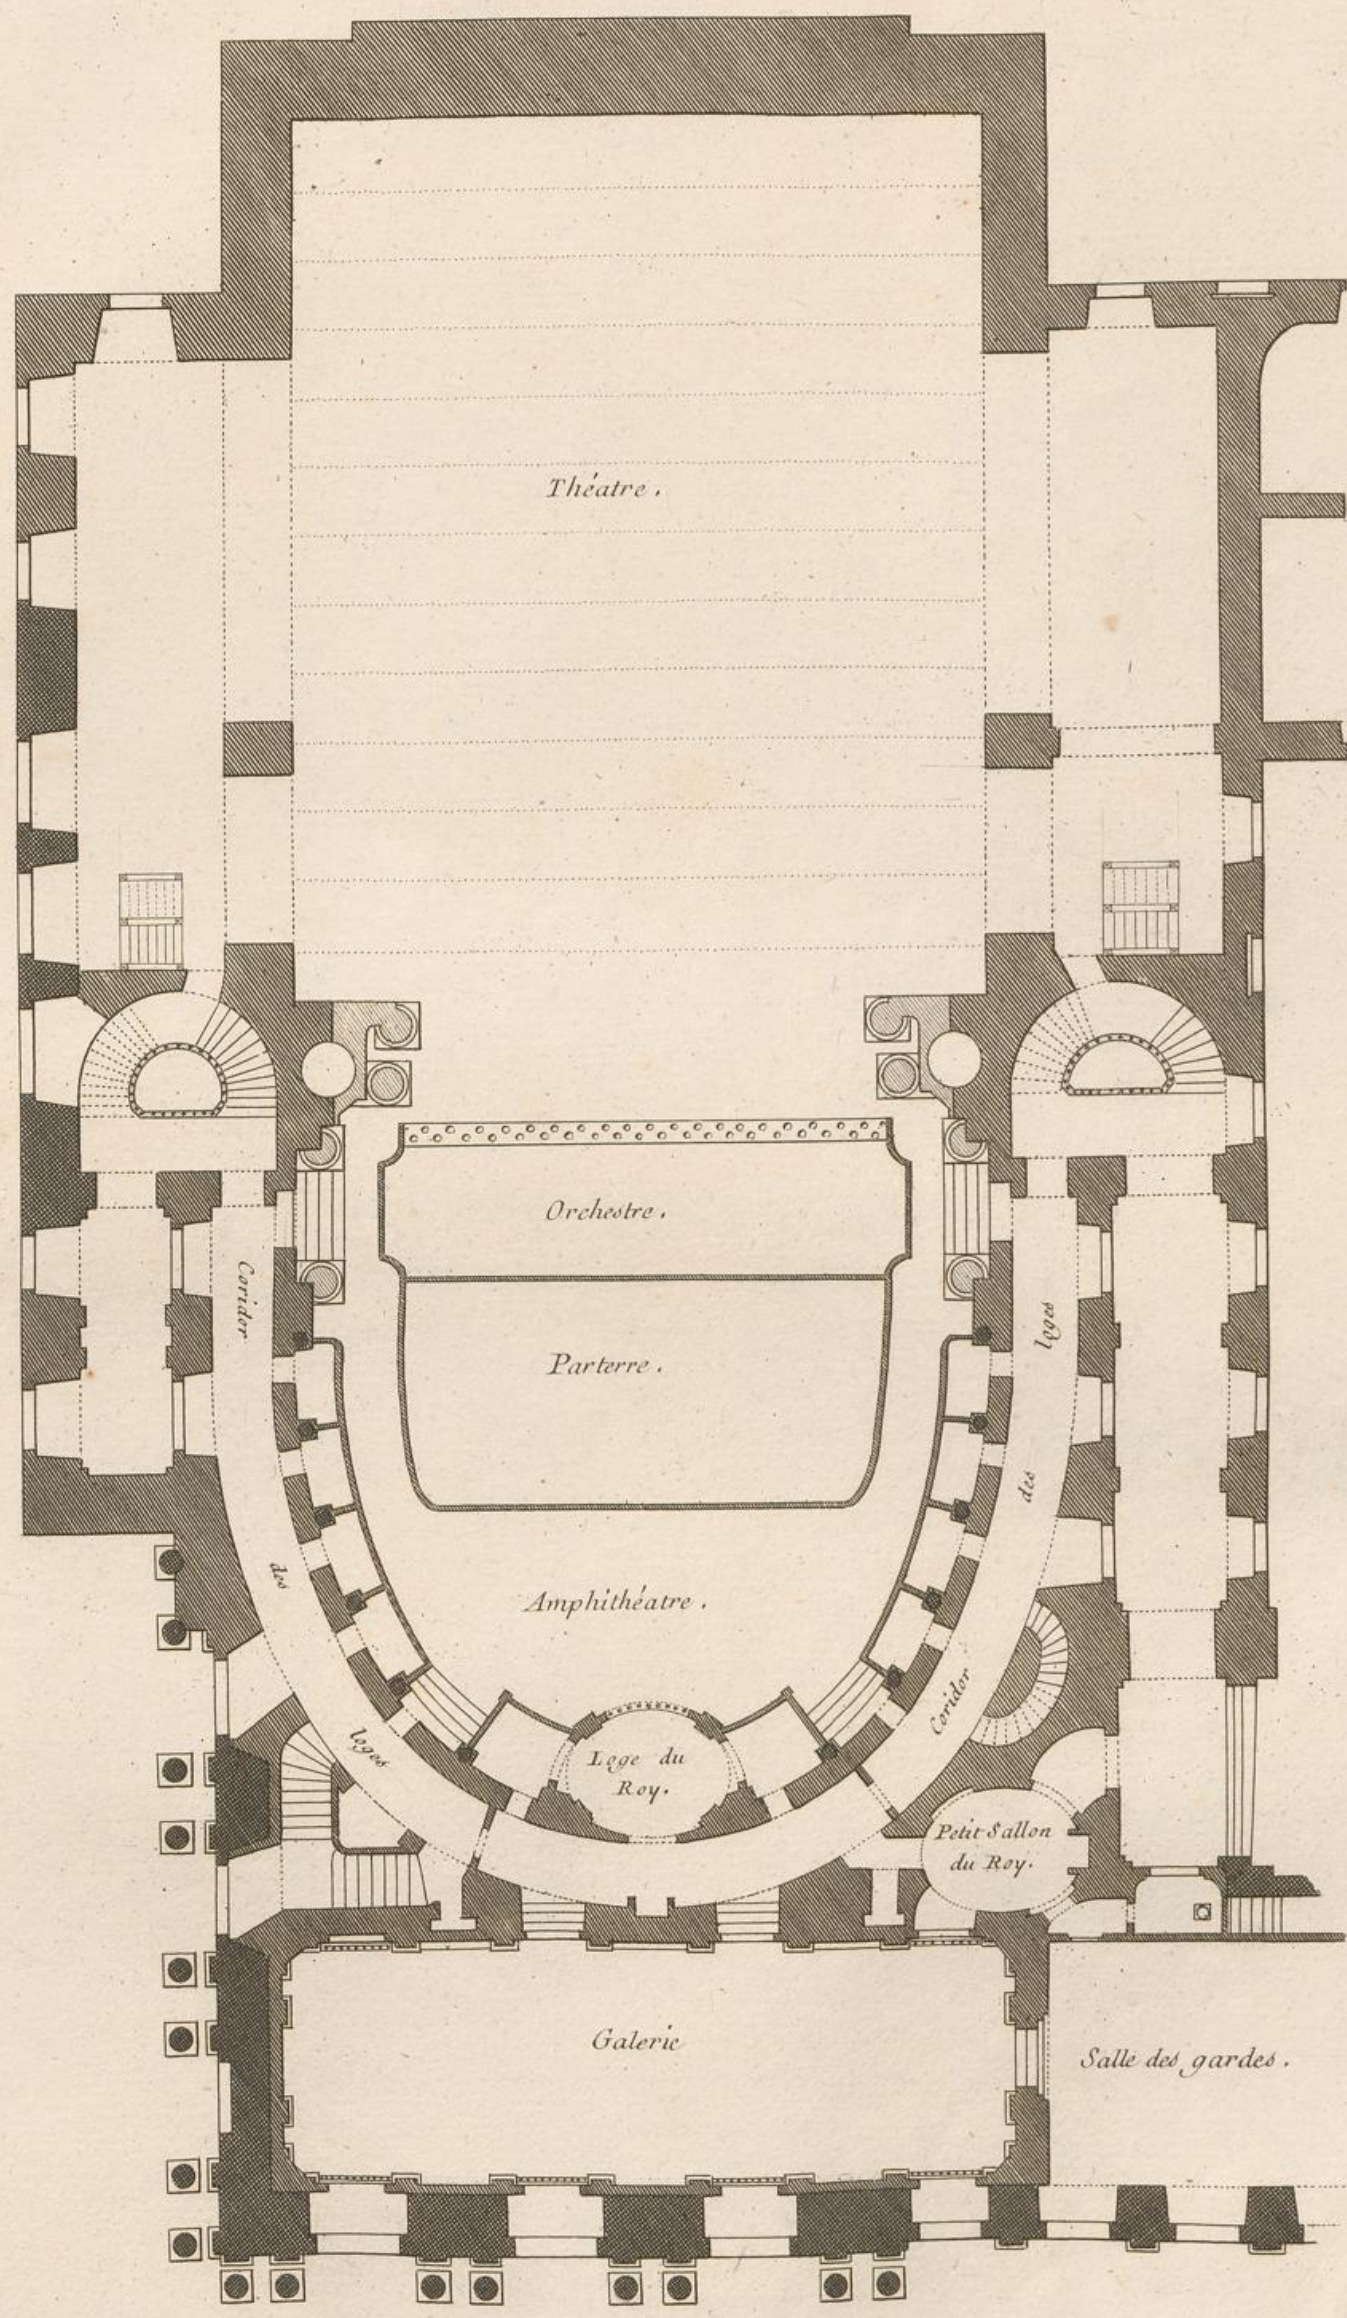 Théatre.
Orchestre.
Coridor
des
loges
Parterre.
loges
des
Coridor
Amphithéatre.
Loge du
Roy.
Petit Sallon
du Roy.
Galerie
Salle des gardes.